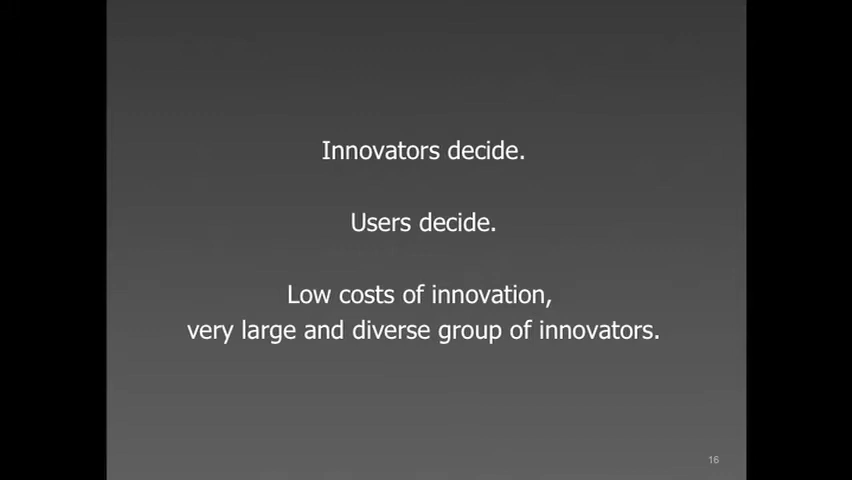 Innovators decide.
Users decide.
Low costs of innovation,
very large and diverse group of innovators.
16